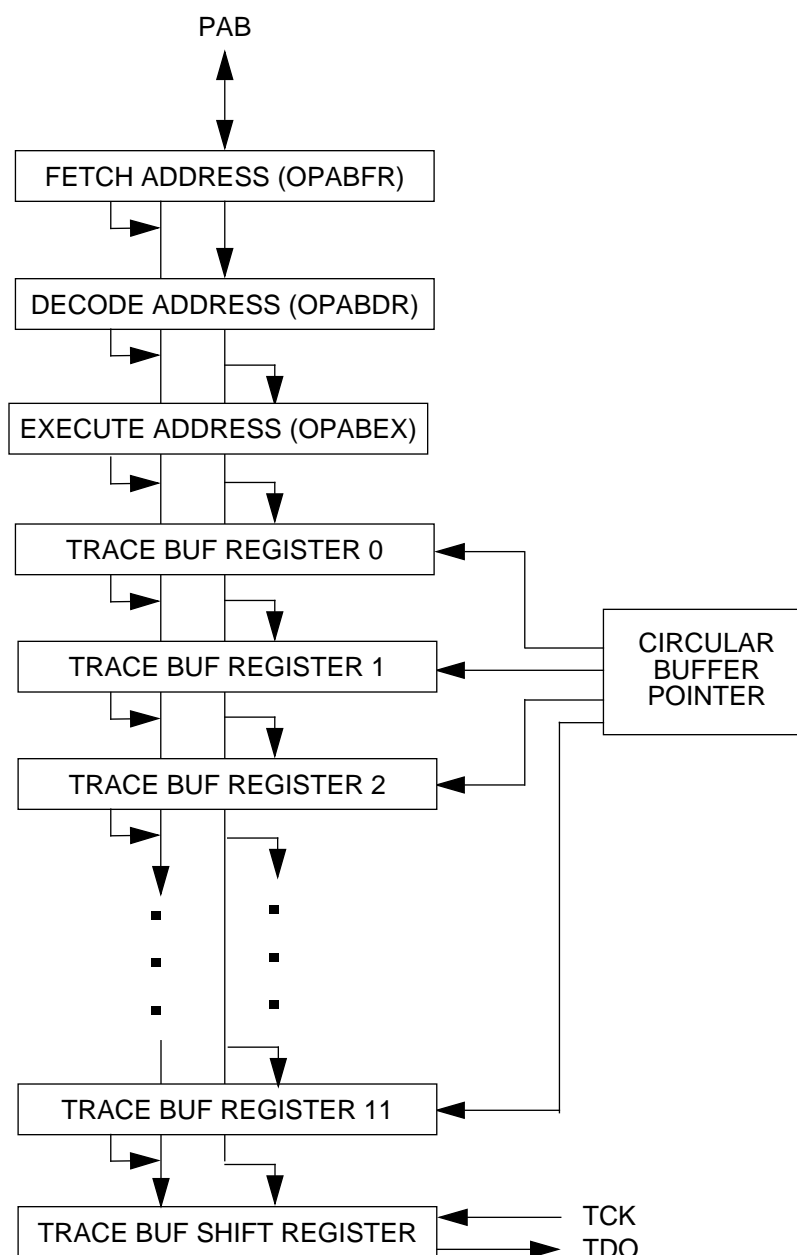 PAB
FETCH ADDRESS (OPABFR)
DECODE ADDRESS (OPABDR)
EXECUTE ADDRESS (OPABEX)
TRACE BUF REGISTER 0
TRACE BUF REGISTER 1
CIRCULAR
BUFFER
POINTER
TRACE BUF REGISTER 2
TRACE BUF REGISTER 11
TRACE BUF SHIFT REGISTER
TCK
TDO